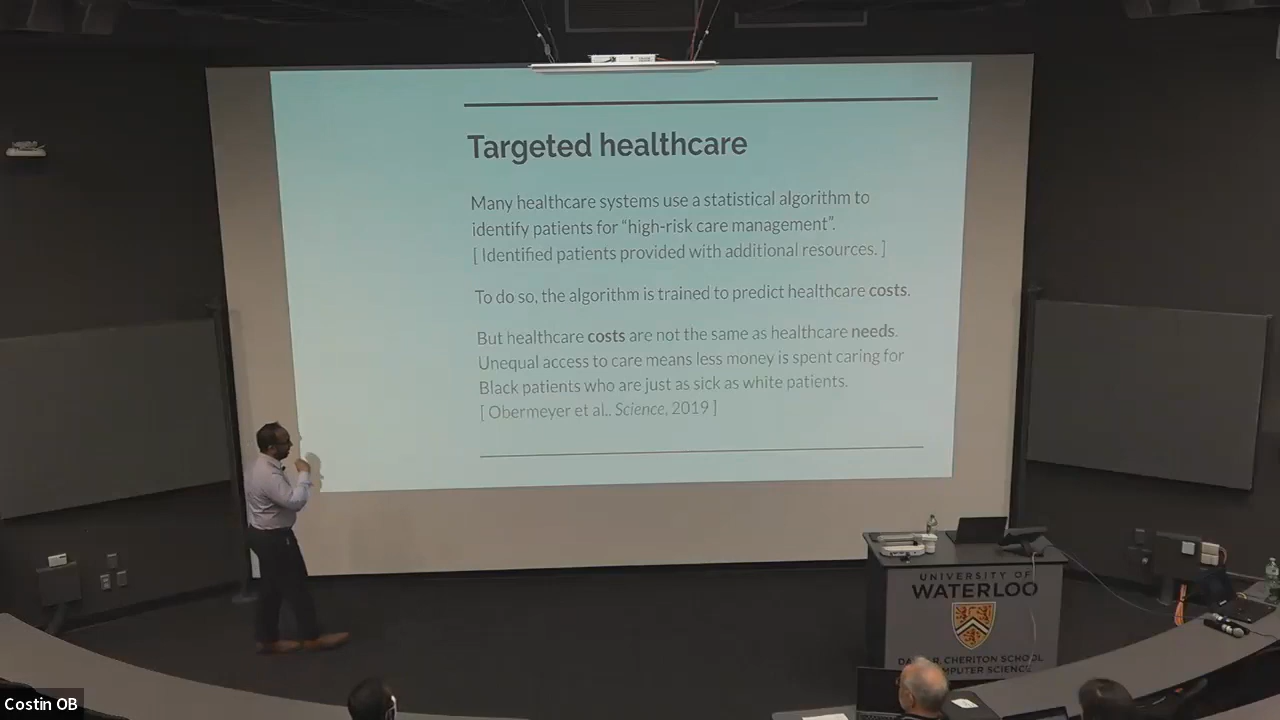 Targeted healthcare
Many healthcare systems use a statistical algorithm to
identify patients for “high-risk care management”.
[ Identified patients provided with additional resources. ]
To do so, the algorithm is trained to predict healthcare costs.
But healthcare costs are not the same as healthcare needs.
Unequal access to care means less money is spent caring for
Black patients who are just as sick as white patients.
[ Obermeyer et al., Science, 2019 ]
UNIVERSITY OF
WATERLOO
R. CHERITON SCHOOL
Costin OB